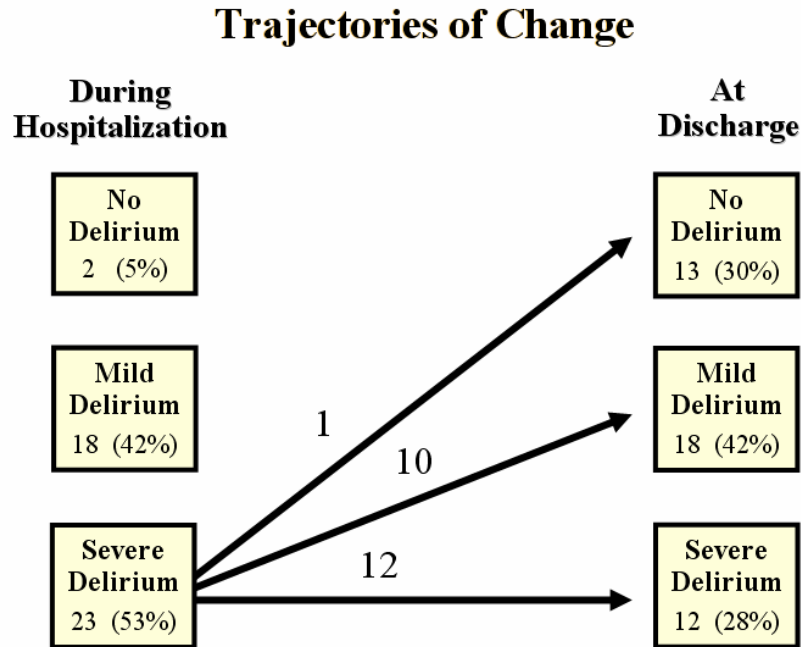 Trajectories of Change
During
Hospitalization
At
Discharge
No
Delirium
2 (5%)
No
Delirium
13 (30%)
Mild
Delirium
18 (42%)
Mild
Delirium
18 (42%)
1
10
12
Severe
Delirium
23 (53%)
Severe
Delirium
12 (28%)